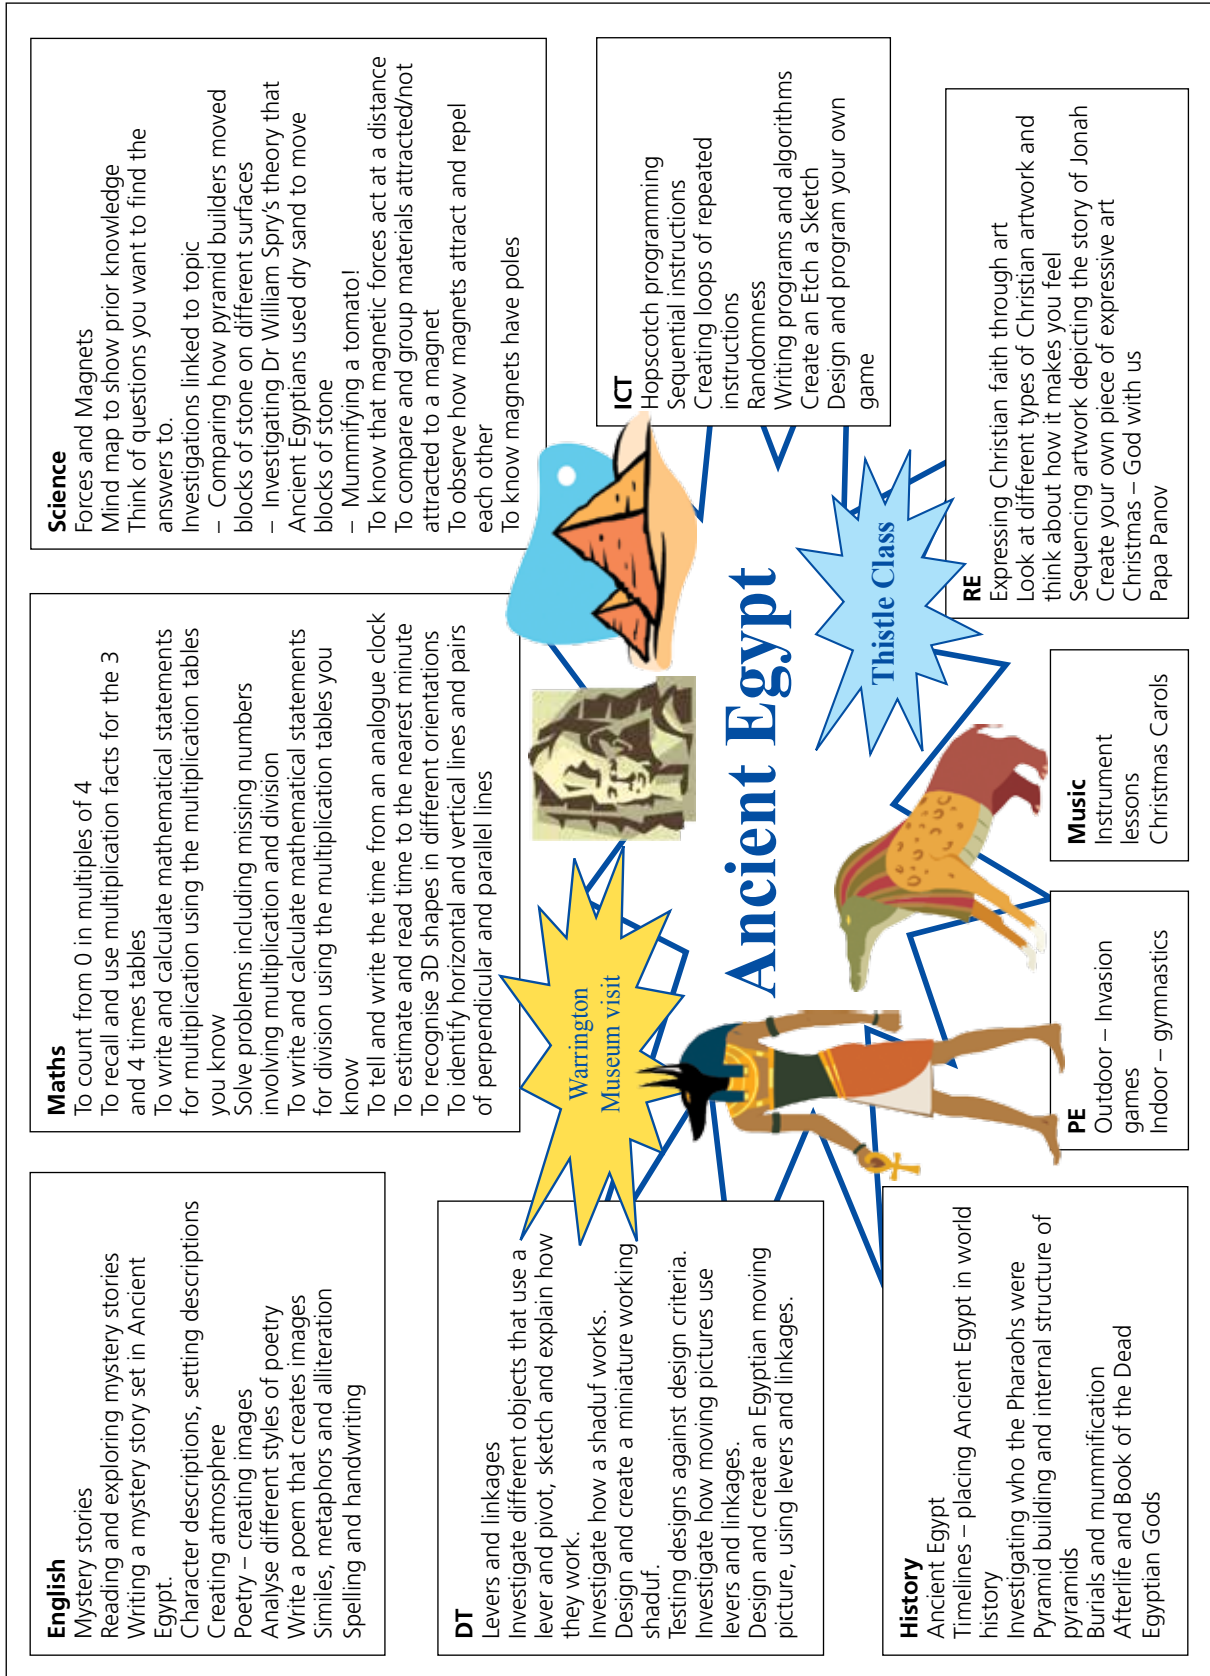 English
Mystery stories
Reading and exploring mystery stories
Writing a mystery story set in Ancient
Egypt.
Character descriptions, setting descriptions
Creating atmosphere
Poetry – creating images
Analyse different styles of poetry
Write a poem that creates images
Similes, metaphors and alliteration
Spelling and handwriting
Maths
To count from 0 in multiples of 4
To recall and use multiplication facts for the 3
and 4 times tables
To write and calculate mathematical statements
for multiplication using the multiplication tables
you know
Solve problems including missing numbers
involving multiplication and division
To write and calculate mathematical statements
for division using the multiplication tables you
know
To tell and write the time from an analogue clock
To estimate and read time to the nearest minute
To recognise 3D shapes in different orientations
To identify horizontal and vertical lines and pairs
of perpendicular and parallel lines
Science
Forces and Magnets
Mind map to show prior knowledge
Think of questions you want to find the
answers to.
Investigations linked to topic
– Comparing how pyramid builders moved
blocks of stone on different surfaces
– Investigating Dr William Spry's theory that
Ancient Egyptians used dry sand to move
blocks of stone
– Mummifying a tomato!
To know that magnetic forces act at a distance
To compare and group materials attracted/not
attracted to a magnet
To observe how magnets attract and repel
each other
To know magnets have poles
DT
Levers and linkages
Investigate different objects that use a
lever and pivot, sketch and explain how
they work.
Investigate how a shaduf works.
Design and create a miniature working
shaduf.
Testing designs against design criteria.
Investigate how moving pictures use
levers and linkages.
Design and create an Egyptian moving
picture, using levers and linkages.
Warrington
Museum visit
Ancient Egypt
Thistle Class
ICT
Hopscotch programming
Sequential instructions
Creating loops of repeated
instructions
Randomness
Writing programs and algorithms
Create an Etch a Sketch
Design and program your own
game
History
Ancient Egypt
Timelines – placing Ancient Egypt in world
history
Investigating who the Pharaohs were
Pyramid building and internal structure of
pyramids
Burials and mummification
Afterlife and Book of the Dead
Egyptian Gods
PE
Outdoor – Invasion
games
Indoor – gymnastics
Music
Instrument
lessons
Christmas Carols
RE
Expressing Christian faith through art
Look at different types of Christian artwork and
think about how it makes you feel
Sequencing artwork depicting the story of Jonah
Create your own piece of expressive art
Christmas – God with us
Papa Panov